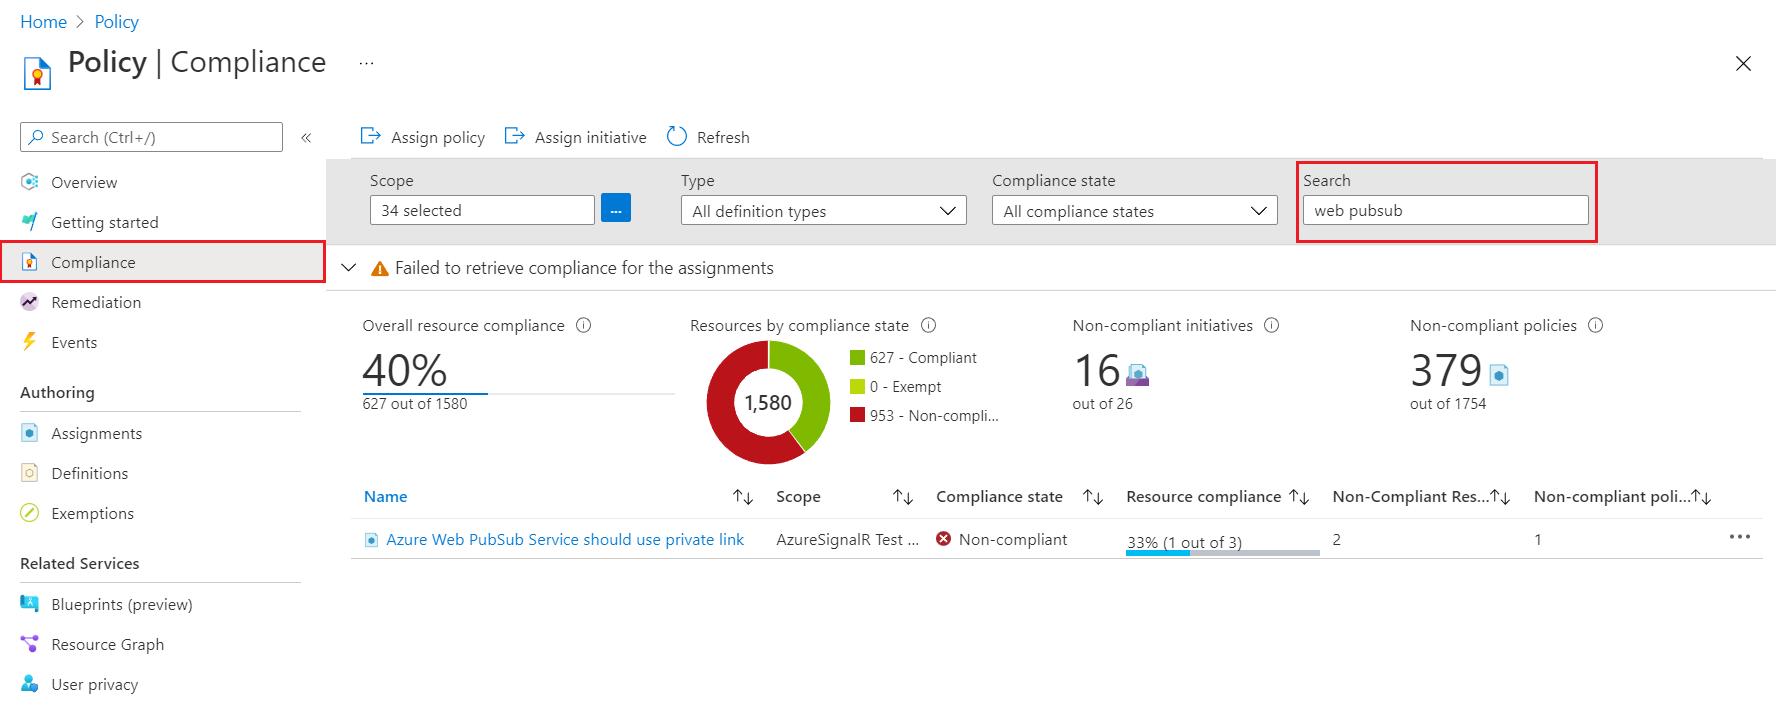 Home > Policy
Policy | Compliance ...
Search (Ctrl+/) «
Overview
Getting started
Compliance
Remediation
Events
Authoring
Assignments
Definitions
Exemptions
Related Services
Blueprints (preview)
Resource Graph
User privacy
Assign policy Assign initiative Refresh
Scope Type Compliance state Search
34 selected ... All definition types All compliance states web pubsub
Failed to retrieve compliance for the assignments
Overall resource compliance
40%
627 out of 1580
Resources by compliance state
1,580
627 - Compliant
0 - Exempt
953 - Non-compli...
Non-compliant initiatives
16
out of 26
Non-compliant policies
379
out of 1754
Name Scope Compliance state Resource compliance Non-Compliant Res... Non-compliant poli...
Azure Web PubSub Service should use private link AzureSignalR Test ... Non-compliant 33% (1 out of 3) 2 1 ...